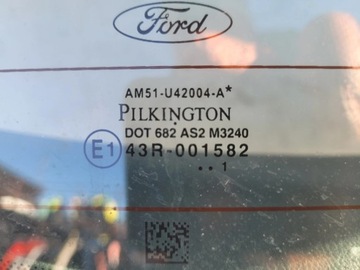 Ford
AM51-U42004-A*
PILKINGTON
DOT 682 AS2 M3240
E1 43R-001582
.. 1